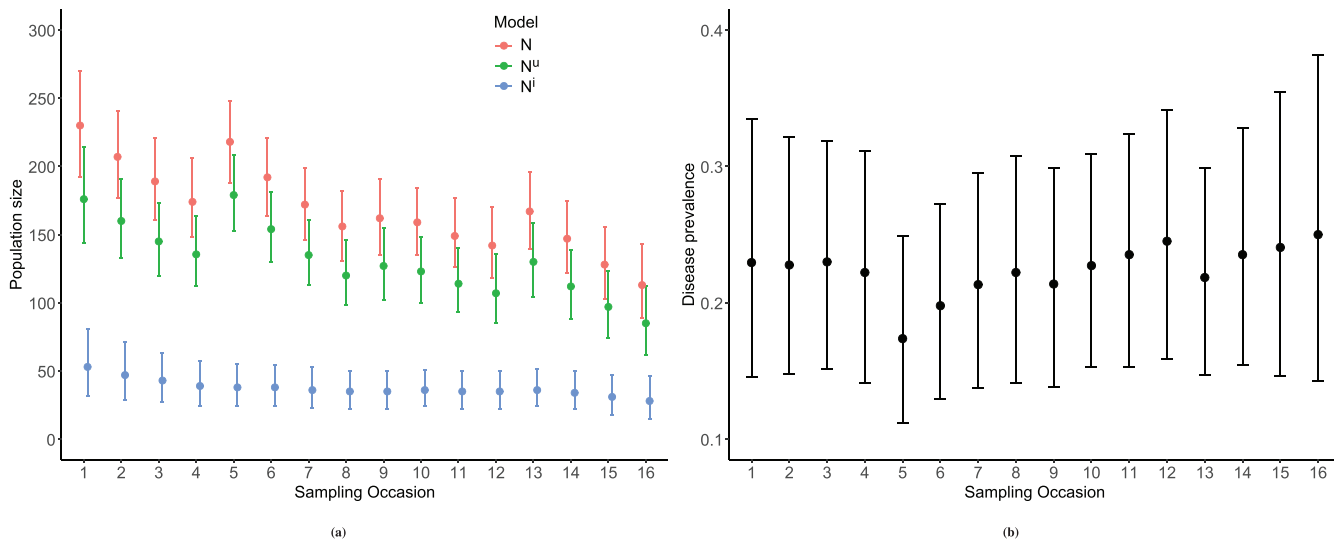 Model
N
Nᵘ
Nⁱ
300
250
200
150
100
50
0
Population size
1 2 3 4 5 6 7 8 9 10 11 12 13 14 15 16
Sampling Occasion
(a)
0.4
0.3
0.2
0.1
Disease prevalence
1 2 3 4 5 6 7 8 9 10 11 12 13 14 15 16
Sampling Occasion
(b)